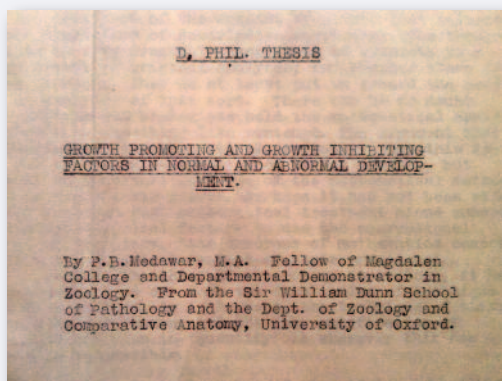 D. PHIL. THESIS
GROWTH PROMOTING AND GROWTH INHIBITING
FACTORS IN NORMAL AND ABNORMAL DEVELOP-
MENT.
By P.B. Medawar, M.A. Fellow of Magdalen
College and Departmental Demonstrator in
Zoology. From the Sir William Dunn School
of Pathology and the Dept. of Zoology and
Comparative Anatomy, University of Oxford.